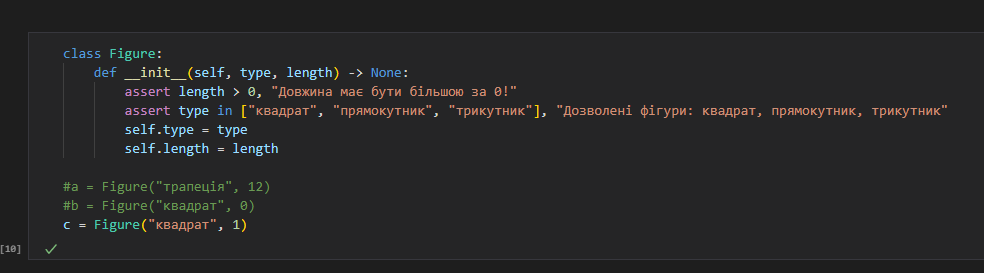 class Figure:
    def __init__(self, type, length) -> None:
        assert length > 0, "Довжина має бути більшою за 0!"
        assert type in ["квадрат", "прямокутник", "трикутник"], "Дозволені фігури: квадрат, прямокутник, трикутник"
        self.type = type
        self.length = length

#a = Figure("трапеція", 12)
#b = Figure("квадрат", 0)
c = Figure("квадрат", 1)
[10]